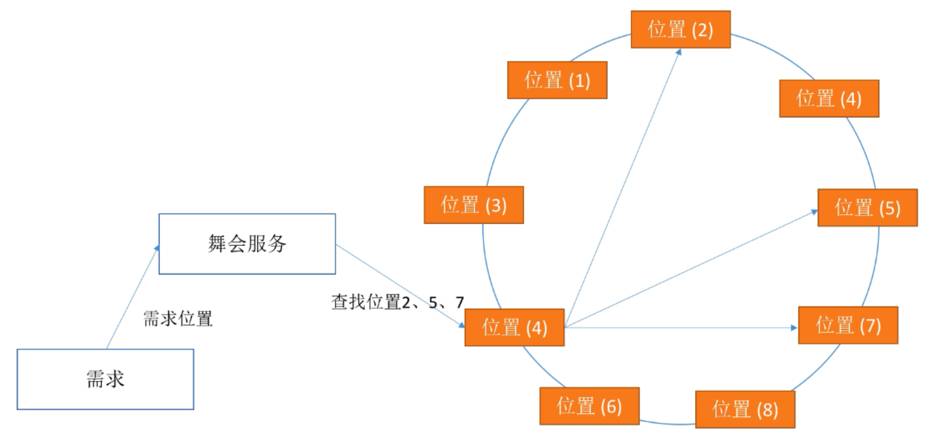 位置 (2)
位置 (1)
位置 (4)
位置 (3)
位置 (5)
舞会服务
查找位置2、5、7
需求位置
位置 (4)
位置 (7)
需求
位置 (6)
位置 (8)